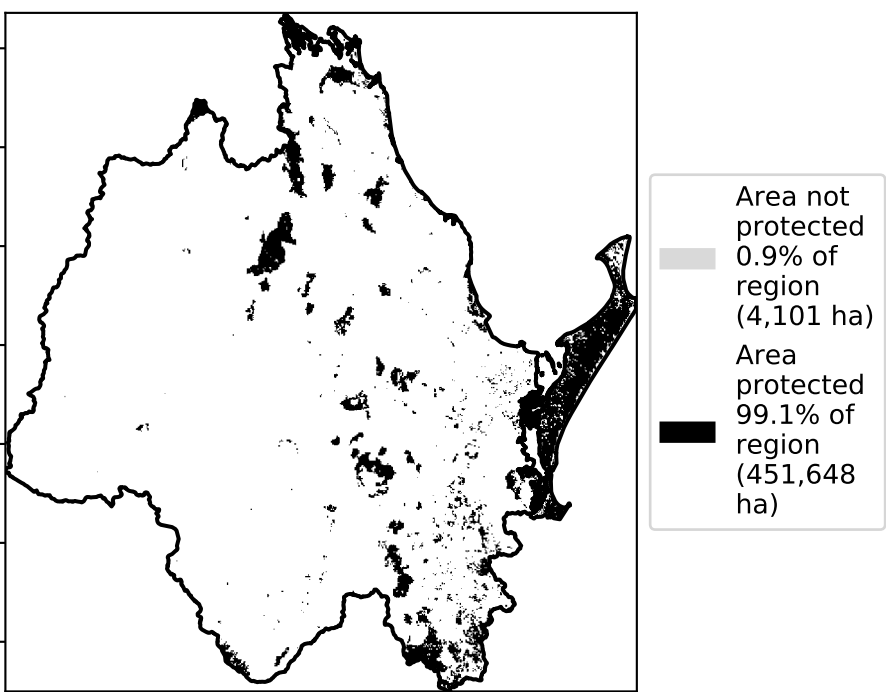 Area not
protected
0.9% of
region
(4,101 ha)
Area
protected
99.1% of
region
(451,648
ha)